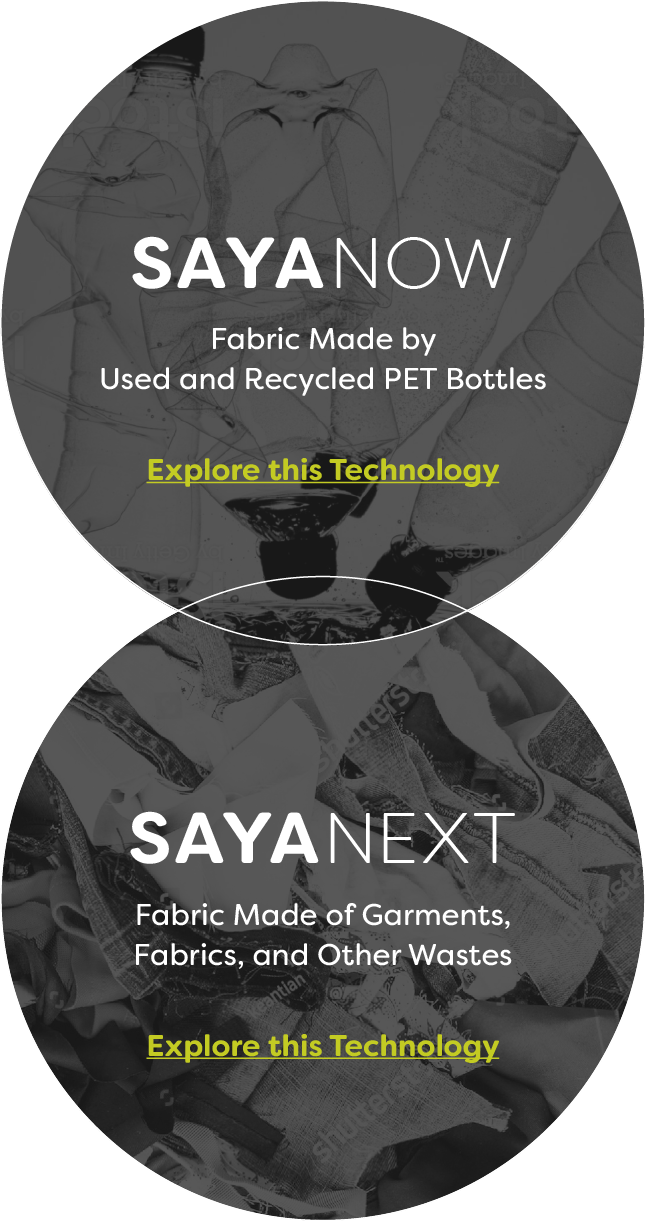 SAYANOW
Fabric Made by
Used and Recycled PET Bottles
Explore this Technology
SAYANEXT
Fabric Made of Garments,
Fabrics, and Other Wastes
Explore this Technology